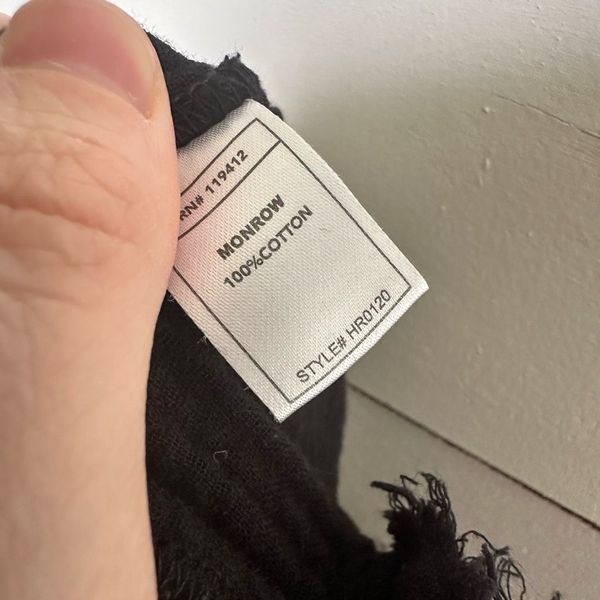 RN# 119412
MONROW
100%COTTON
STYLE# HR0120